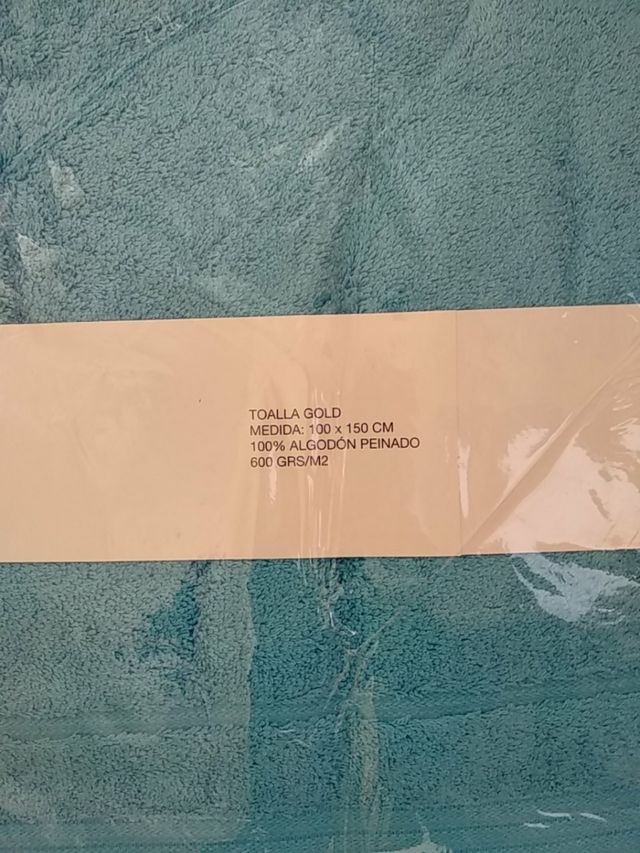 TOALLA GOLD
MEDIDA: 100 x 150 CM
100% ALGODÓN PEINADO
600 GRS/M2